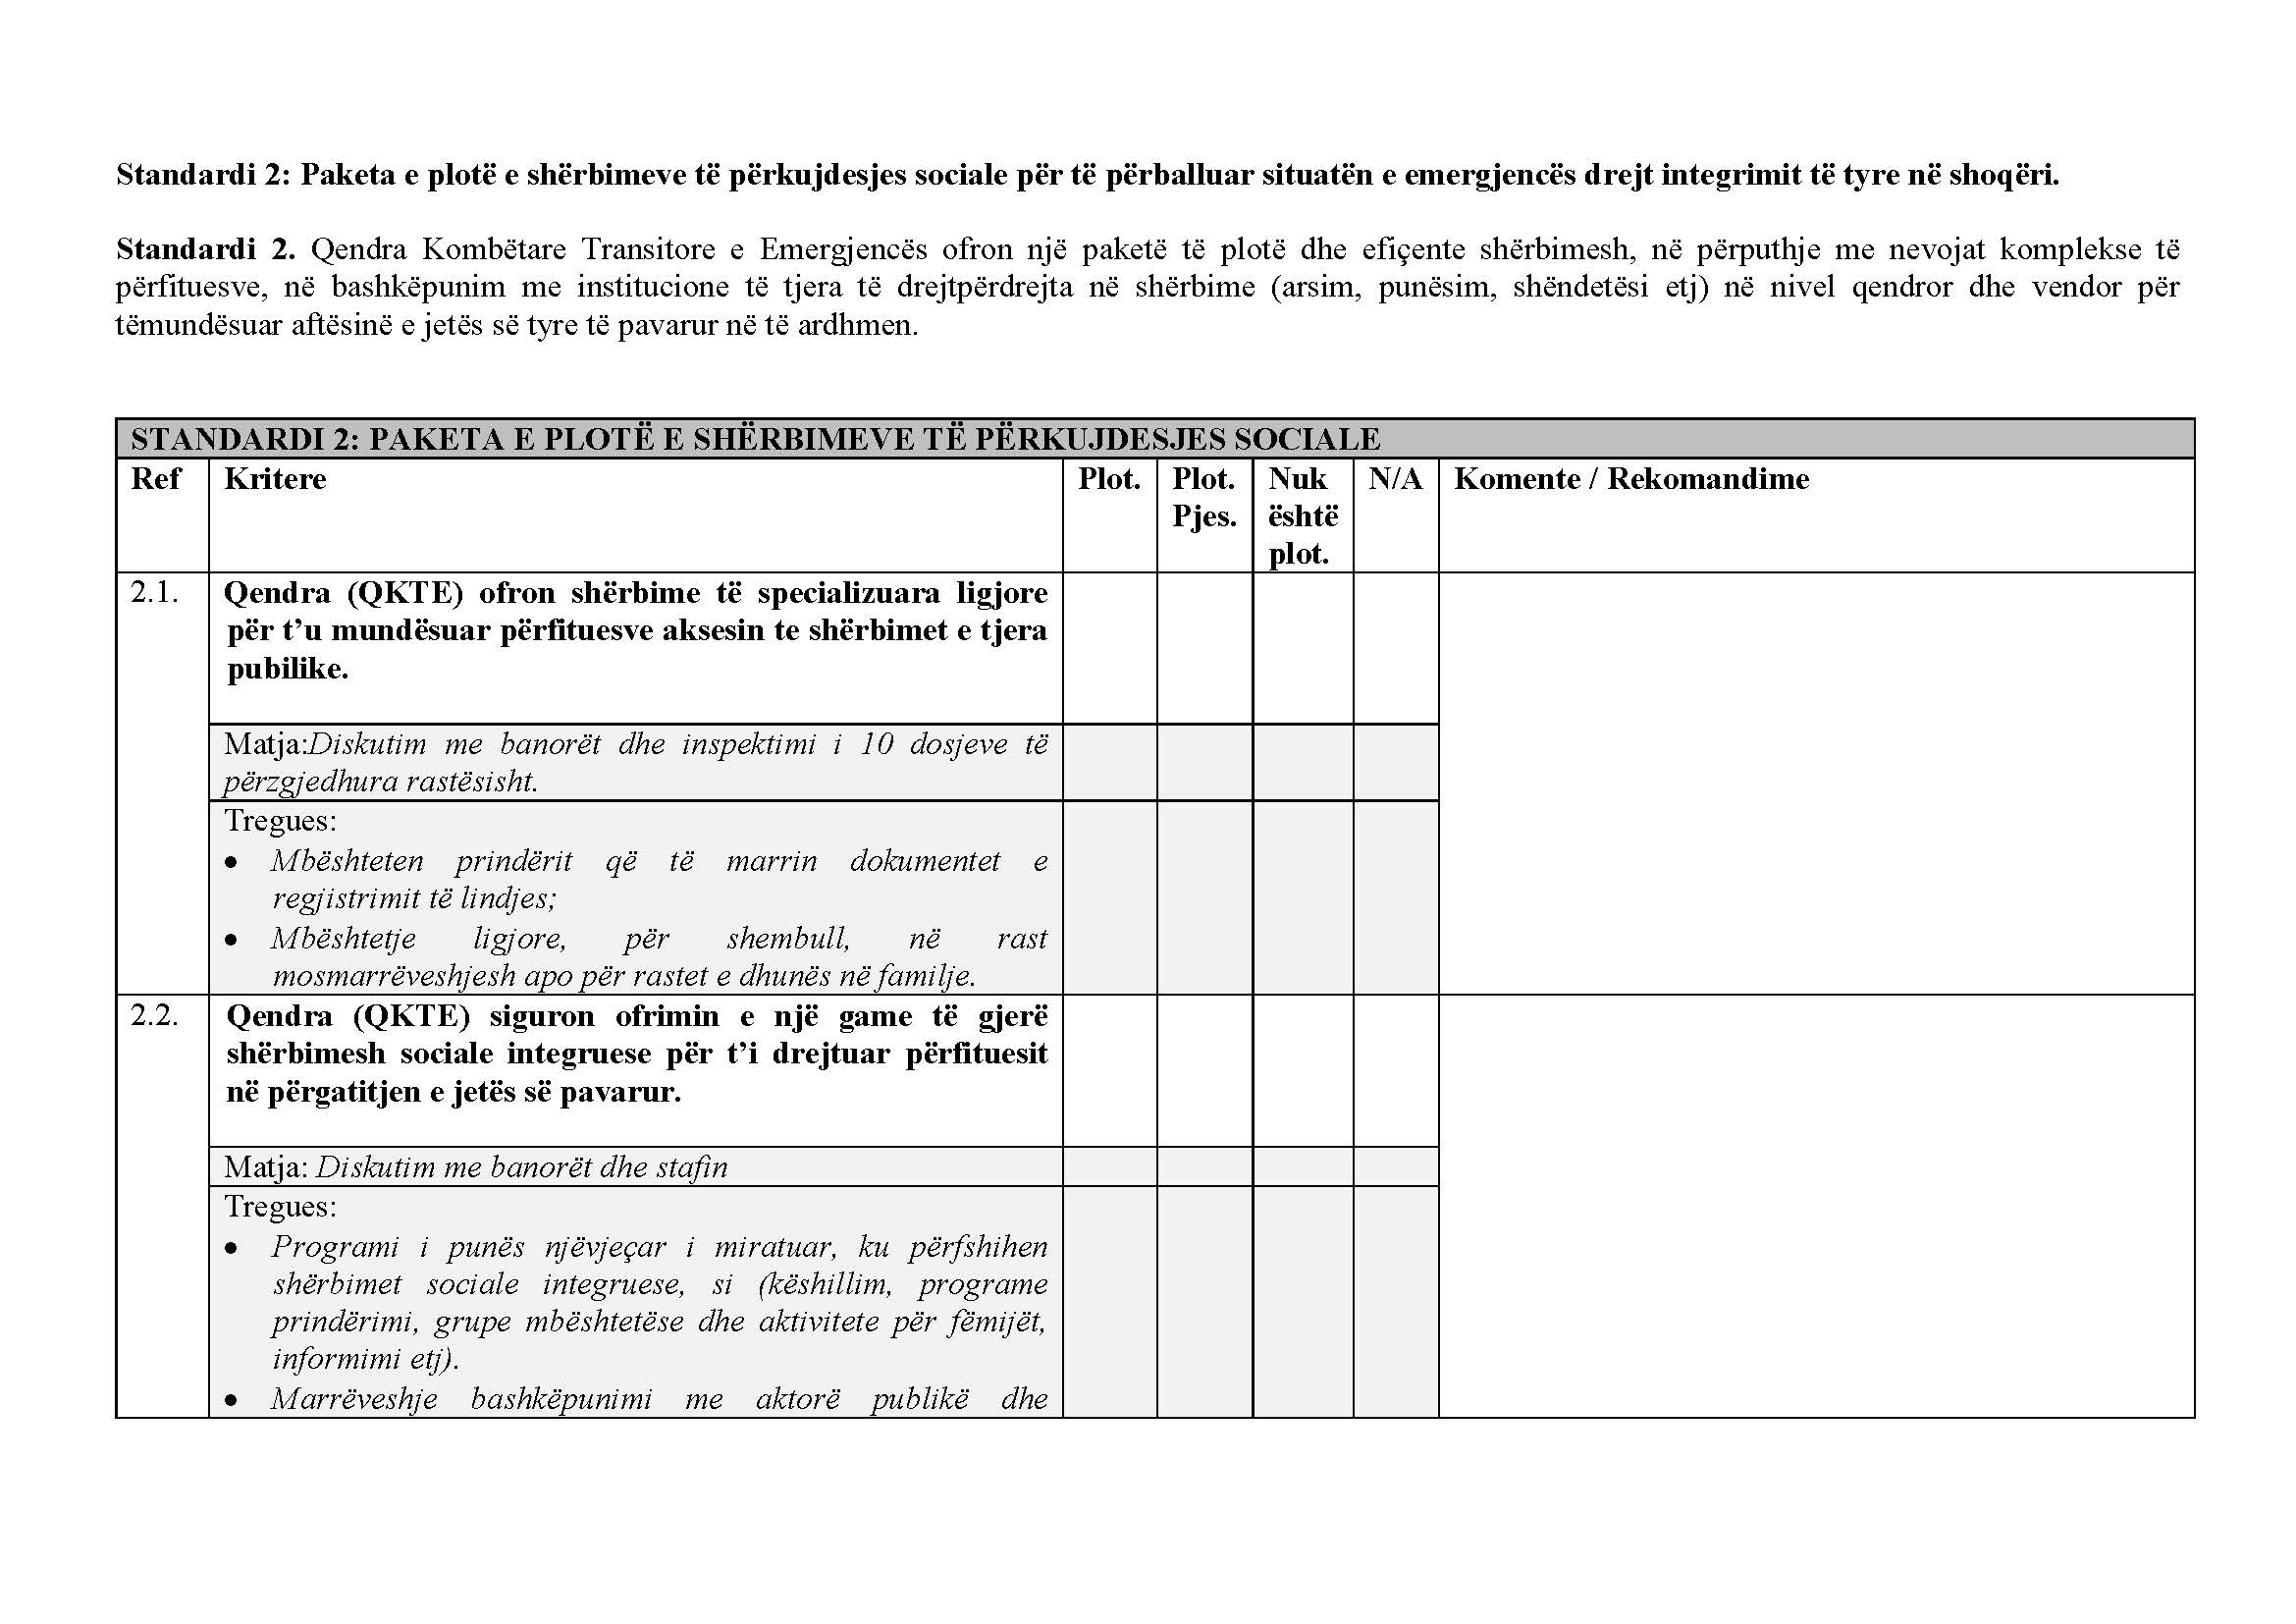 Standardi 2: Paketa e plotë e shërbimeve të përkujdesjes sociale për të përballuar situatën e emergjencës drejt integrimit të tyre në shoqëri.
Standardi 2. Qendra Kombëtare Transitore e Emergjencës ofron një paketë të plotë dhe efiçente shërbimesh, në përputhje me nevojat komplekse të
përfituesve, në bashkëpunim me institucione të tjera të drejtpërdrejta në shërbime (arsim, punësim, shëndetësi etj) në nivel qendror dhe vendor për
tëmundësuar aftësinë e jetës së tyre të pavarur në të ardhmen.
STANDARDI 2: PAKETA E PLOTË E SHËRBIMEVE TË PËRKUJDESJES SOCIALE
Ref Kritere Plot. Plot. Nuk N/A Komente / Rekomandime
Pjes. është
plot.
2.1. Qendra (QKTE) ofron shërbime të specializuara ligjore
për t’u mundësuar përfituesve aksesin te shërbimet e tjera
pubilike.
Matja:Diskutim me banorët dhe inspektimi i 10 dosjeve të
përzgjedhura rastësisht.
Tregues:
• Mbështeten prindërit që të marrin dokumentet e
regjistrimit të lindjes;
• Mbështetje ligjore, për shembull, në rast
mosmarrëveshjesh apo për rastet e dhunës në familje.
2.2. Qendra (QKTE) siguron ofrimin e një game të gjerë
shërbimesh sociale integruese për t’i drejtuar përfituesit
në përgatitjen e jetës së pavarur.
Matja: Diskutim me banorët dhe stafin
Tregues:
• Programi i punës njëvjeçar i miratuar, ku përfshihen
shërbimet sociale integruese, si (këshillim, programe
prindërimi, grupe mbështetëse dhe aktivitete për fëmijët,
informimi etj).
• Marrëveshje bashkëpunimi me aktorë publikë dhe